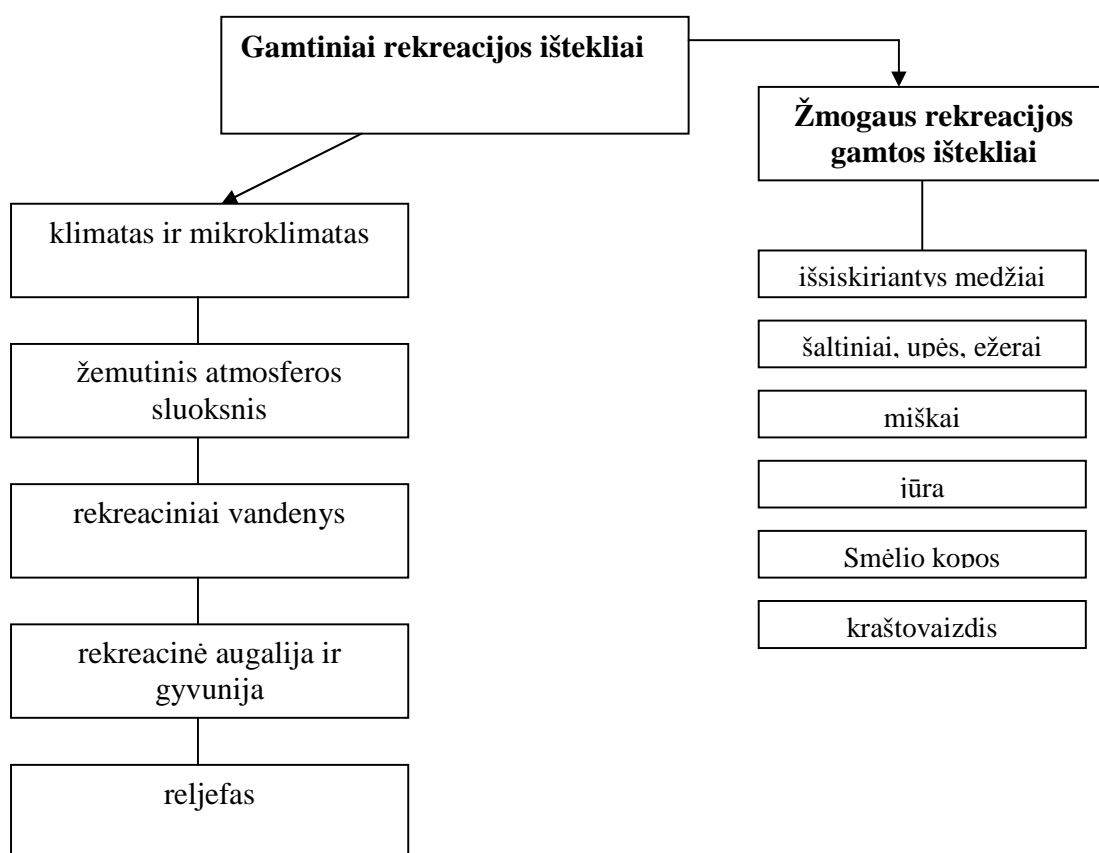 Gamtiniai rekreacijos ištekliai
Žmogaus rekreacijos
gamtos ištekliai
klimatas ir mikroklimatas
žemutinis atmosferos
sluoksnis
rekreaciniai vandenys
rekreacinė augalija ir
gyvunija
reljefas
išsiskiriantys medžiai
šaltiniai, upės, ežerai
miškai
jūra
Smėlio kopos
kraštovaizdis